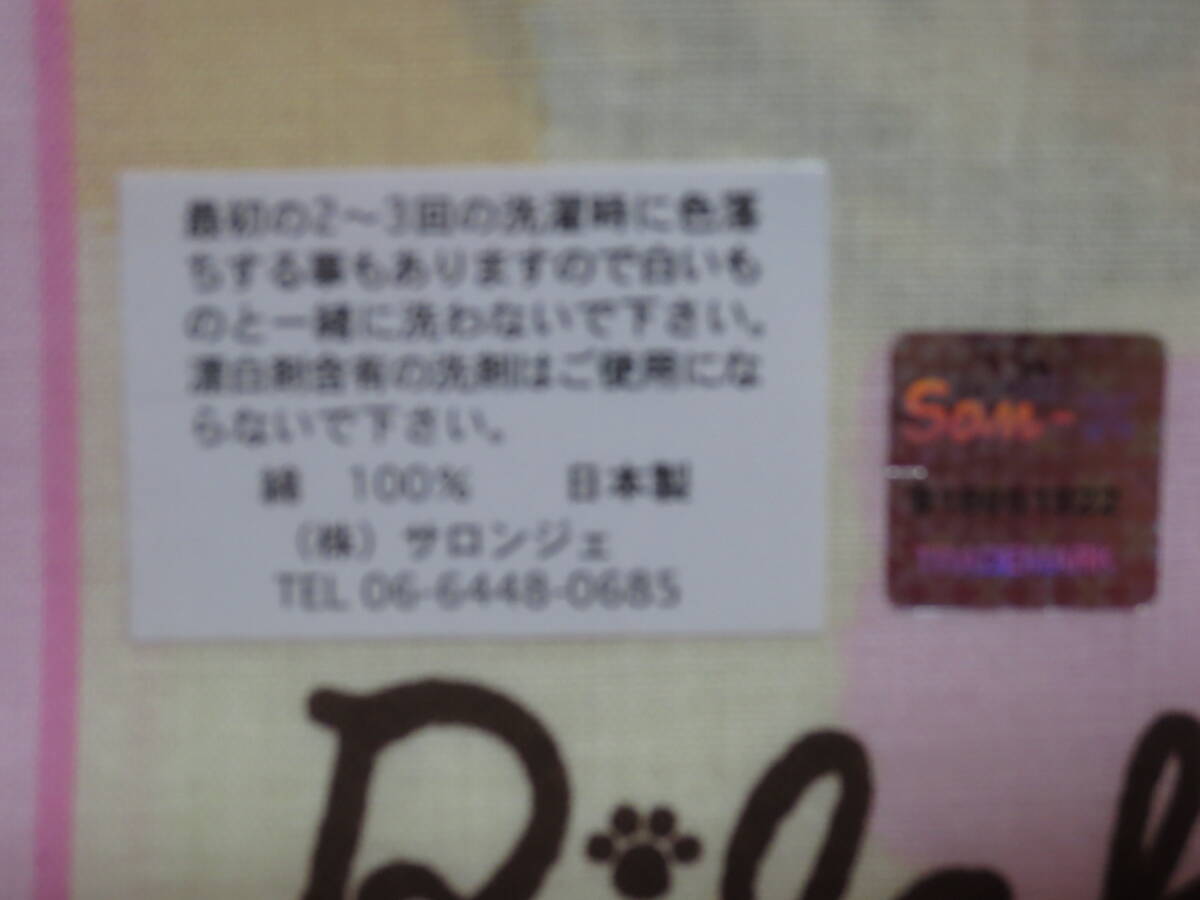 最初の2～3回の洗濯時に色落
ちする事もありますので白いも
のと一緒に洗わないで下さい。
漂白剤含有の洗剤はご使用にな
らないで下さい。
綿 100% 日本製
（株）サロンジェ
TEL 06-6448-0685
San-X
TRADEMARK